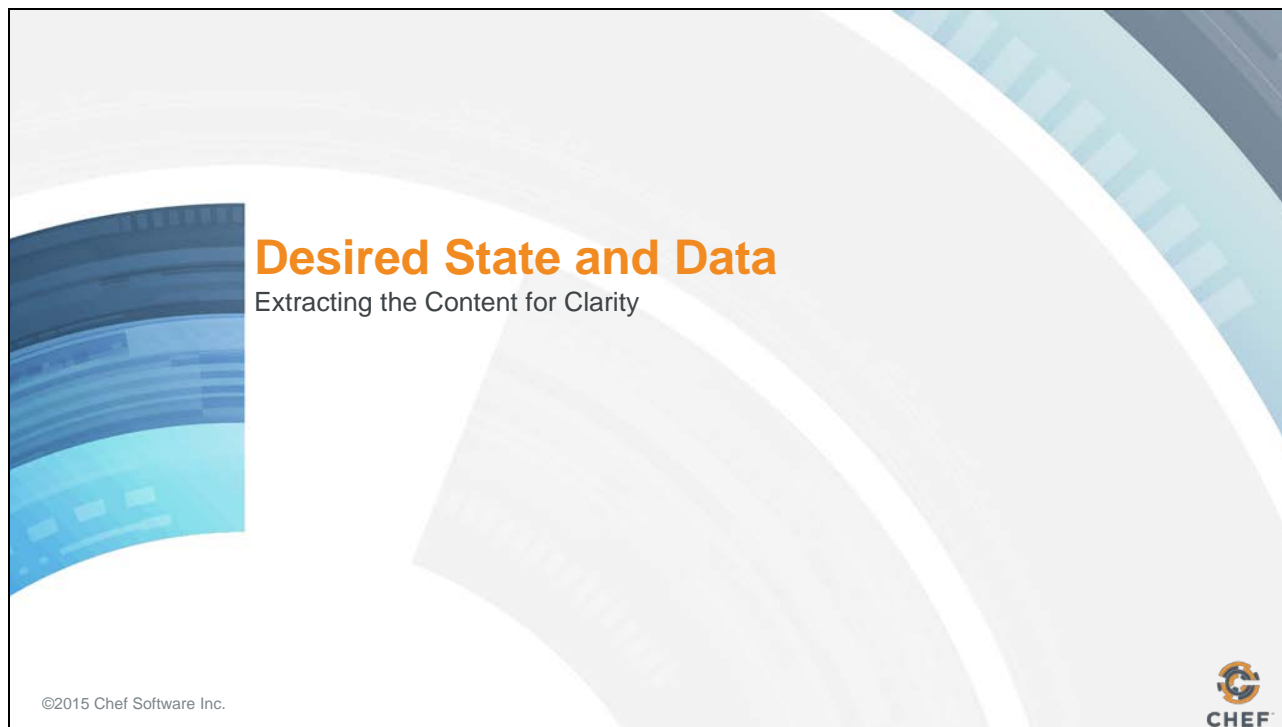 Desired State and Data
Extracting the Content for Clarity
©2015 Chef Software Inc.
CHEF